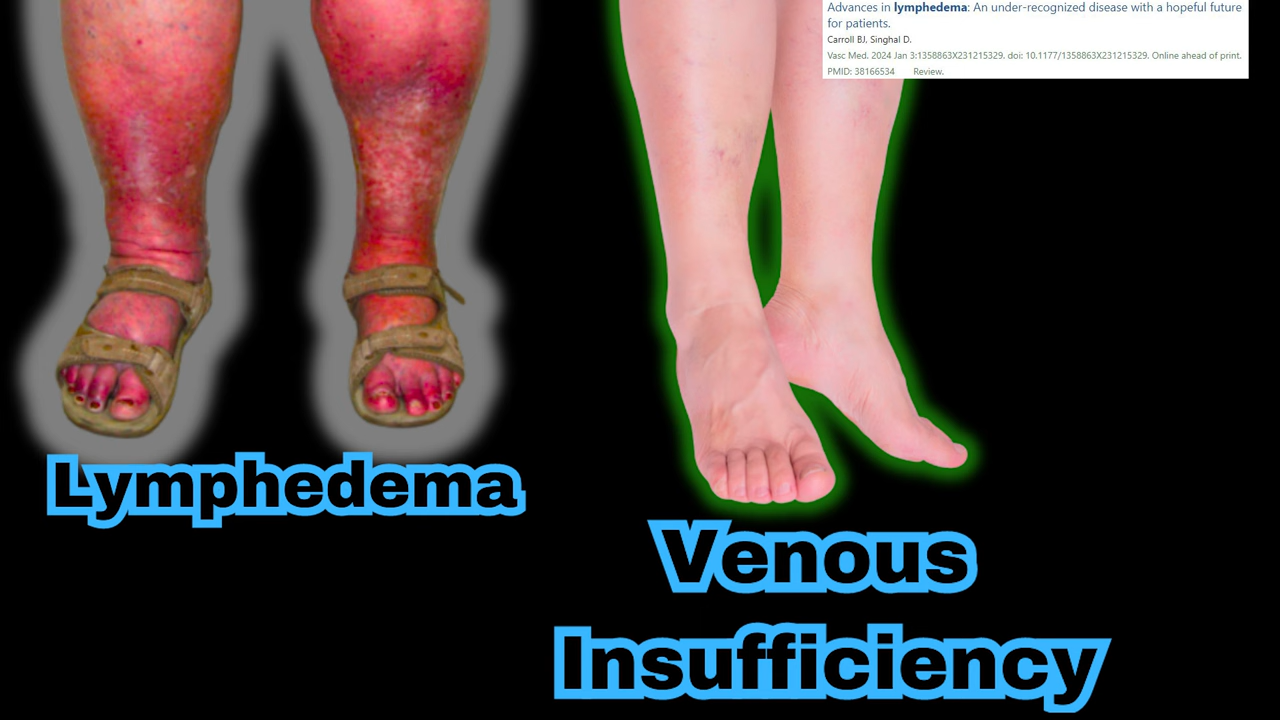 Advances in lymphedema: An under-recognized disease with a hopeful future
for patients.
Carroll BJ, Singhal D.
Vasc Med. 2024 Jan 3:1358863X231215329. doi: 10.1177/1358863X231215329. Online ahead of print.
PMID: 38166534 Review.
Lymphedema
Venous
Insufficiency